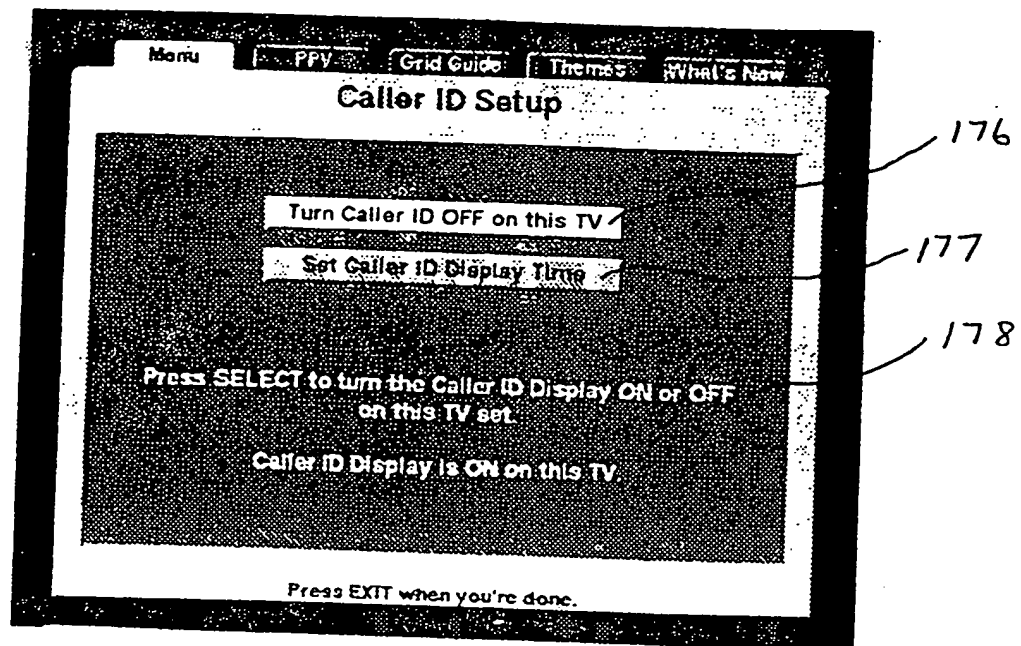 Menu PPV Grid Guide Themes What's New
Caller ID Setup
176
Turn Caller ID OFF on this TV
177
Set Caller ID Display Time
178
Press SELECT to turn the Caller ID Display ON or OFF
on this TV set.
Caller ID Display is ON on this TV.
Press EXIT when you're done.